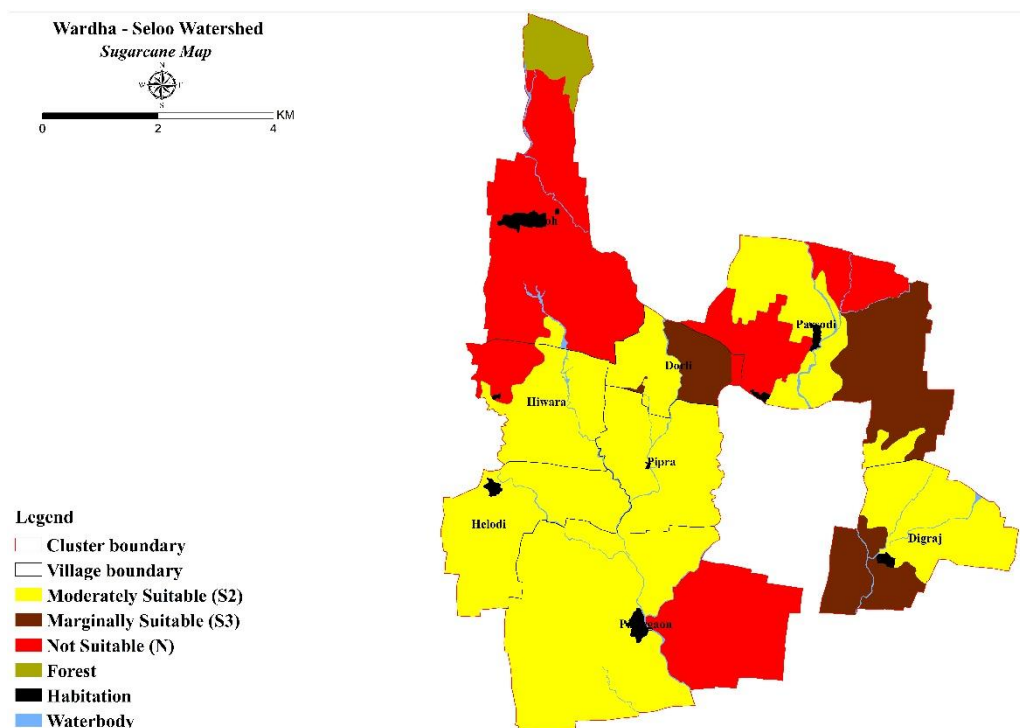 Wardha - Seloo Watershed
Sugarcane Map
N
W E
S
KM
0 2 4
Parsodi
Dorli
Hiwara
Pipra
Helodi
Digraj
Legend
Cluster boundary
Village boundary
Moderately Suitable (S2)
Marginally Suitable (S3)
Not Suitable (N)
Forest
Habitation
Waterbody